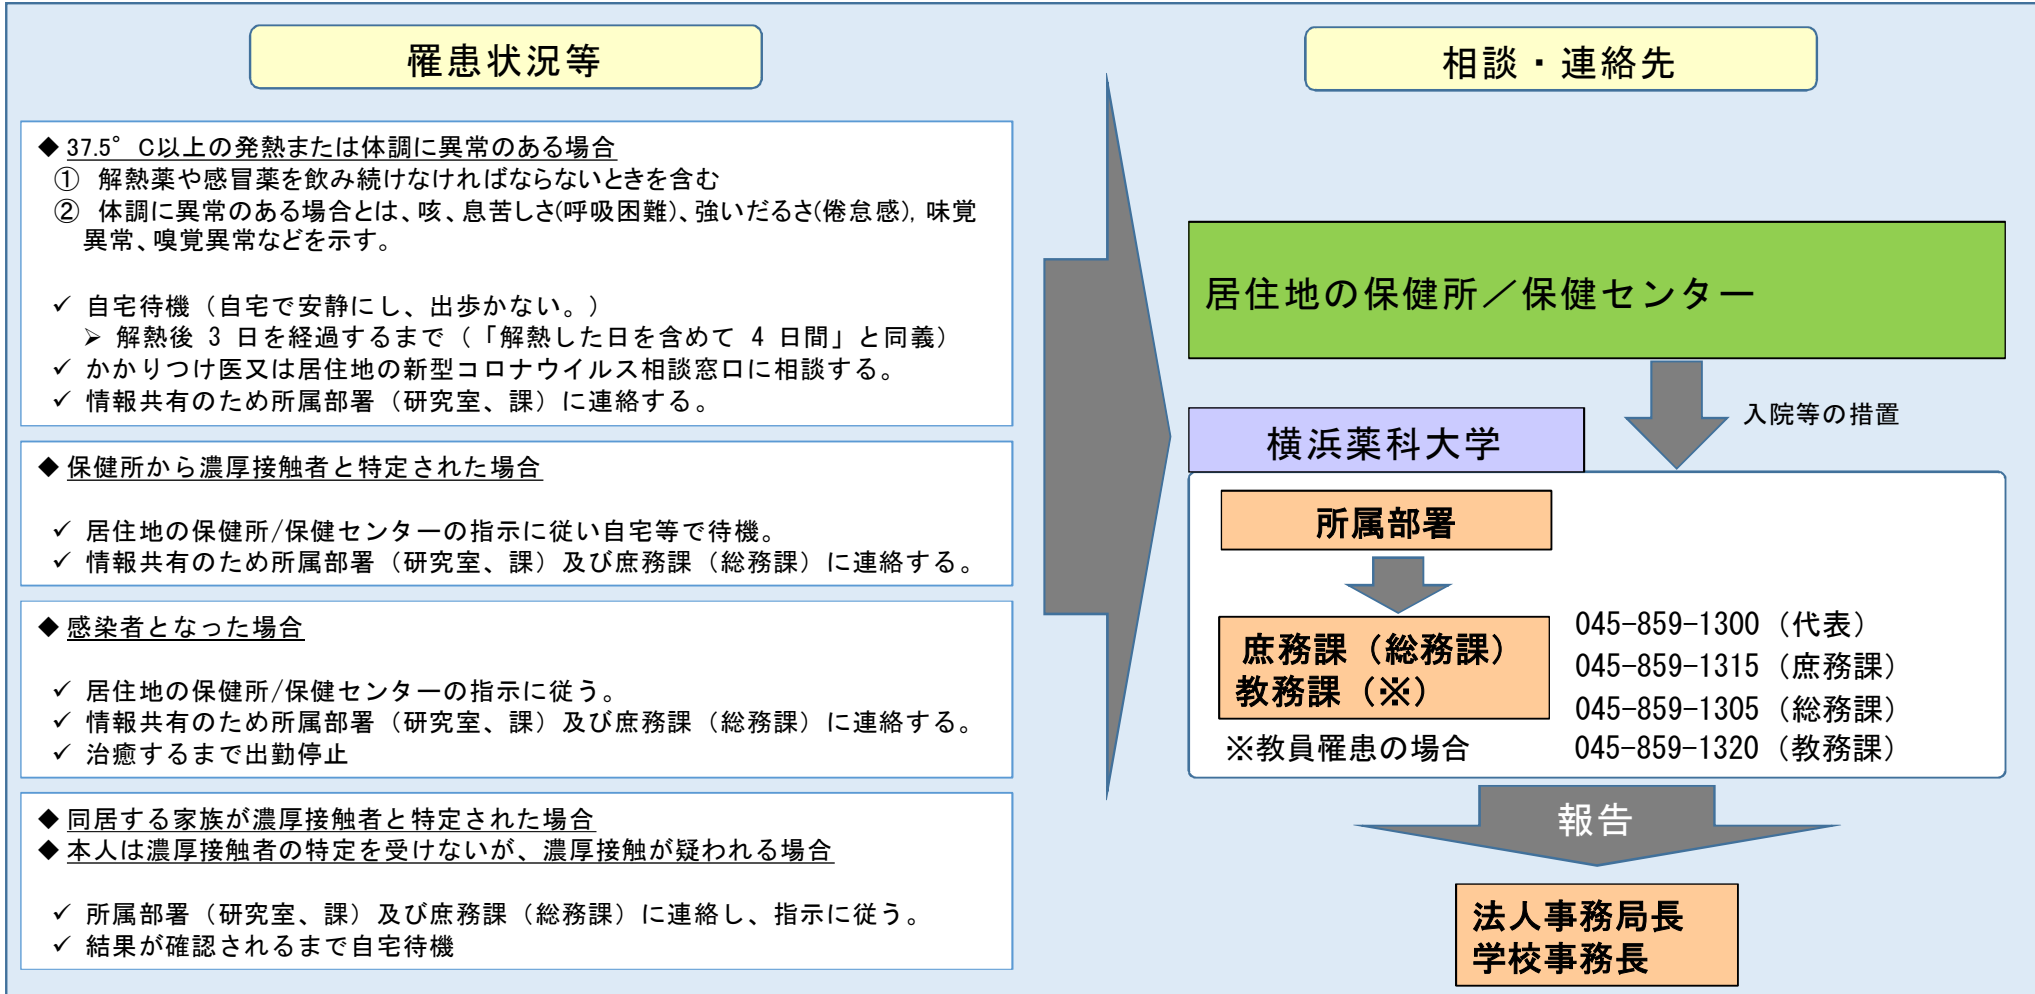 罹患状況等
◆ 37.5°C以上の発熱または体調に異常のある場合
① 解熱薬や感冒薬を飲み続けなければならないときを含む
② 体調に異常のある場合とは、咳、息苦しさ(呼吸困難)、強いだるさ(倦怠感), 味覚
異常、嗅覚異常などを示す。
✓ 自宅待機（自宅で安静にし、出歩かない。）
➢ 解熱後 3 日を経過するまで（「解熱した日を含めて 4 日間」と同義）
✓ かかりつけ医又は居住地の新型コロナウイルス相談窓口に相談する。
✓ 情報共有のため所属部署（研究室、課）に連絡する。
◆ 保健所から濃厚接触者と特定された場合
✓ 居住地の保健所/保健センターの指示に従い自宅等で待機。
✓ 情報共有のため所属部署（研究室、課）及び庶務課（総務課）に連絡する。
◆ 感染者となった場合
✓ 居住地の保健所/保健センターの指示に従う。
✓ 情報共有のため所属部署（研究室、課）及び庶務課（総務課）に連絡する。
✓ 治癒するまで出勤停止
◆ 同居する家族が濃厚接触者と特定された場合
◆ 本人は濃厚接触者の特定を受けないが、濃厚接触が疑われる場合
✓ 所属部署（研究室、課）及び庶務課（総務課）に連絡し、指示に従う。
✓ 結果が確認されるまで自宅待機
相談・連絡先
居住地の保健所／保健センター
入院等の措置
横浜薬科大学
所属部署
庶務課（総務課）
教務課（※）
※教員罹患の場合
045-859-1300（代表）
045-859-1315（庶務課）
045-859-1305（総務課）
045-859-1320（教務課）
報告
法人事務局長
学校事務長